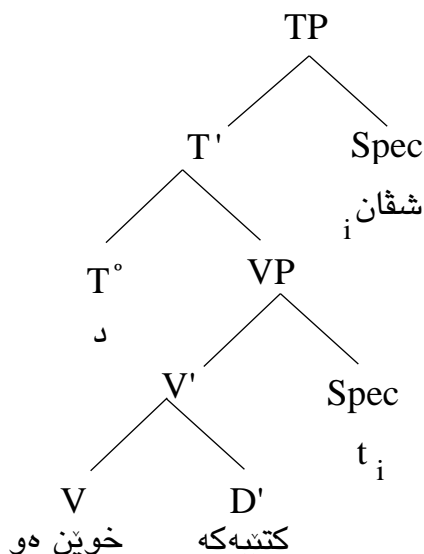 TP
T' Spec
شڤان i
T° VP
د
V' Spec
t i
V D'
خوێن ەو
کتێبەکە